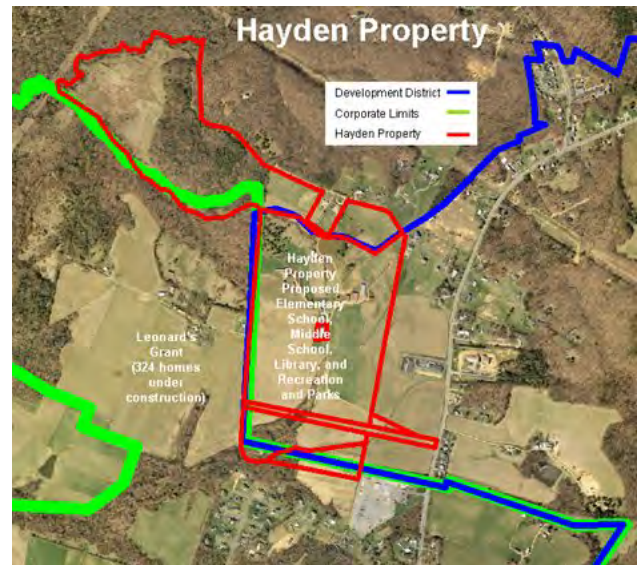 Hayden Property
Development District
Corporate Limits
Hayden Property
Hayden
Property
Proposed
Elementary
School,
Middle
School,
Library, and
Recreation
and Parks
Leonard's
Grant
(324 homes
under
construction)